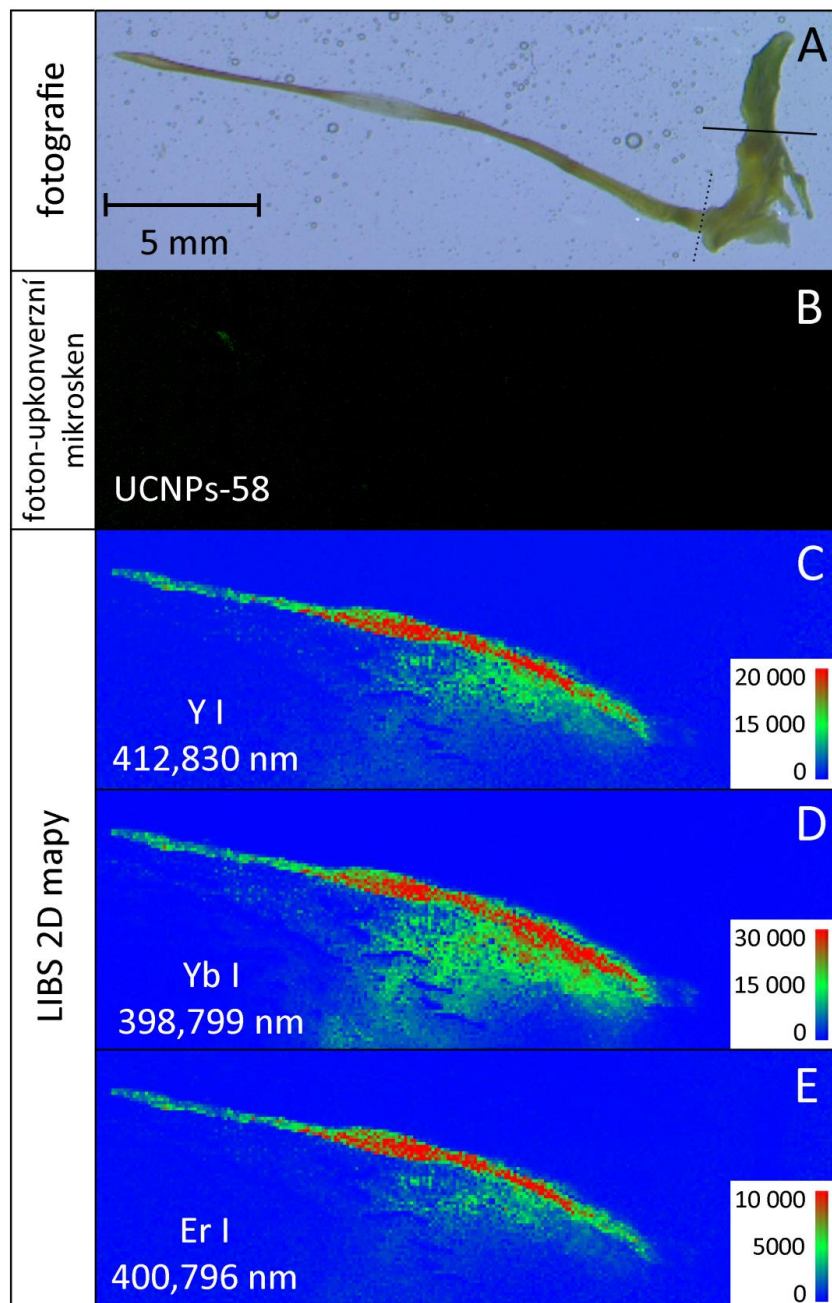 fotografie
A
5 mm
foton-upkonverzní
mikrosken
B
UCNPs-58
LIBS 2D mapy
C
Y I
412,830 nm
20 000
15 000
0
D
Yb I
398,799 nm
30 000
15 000
0
E
Er I
400,796 nm
10 000
5000
0